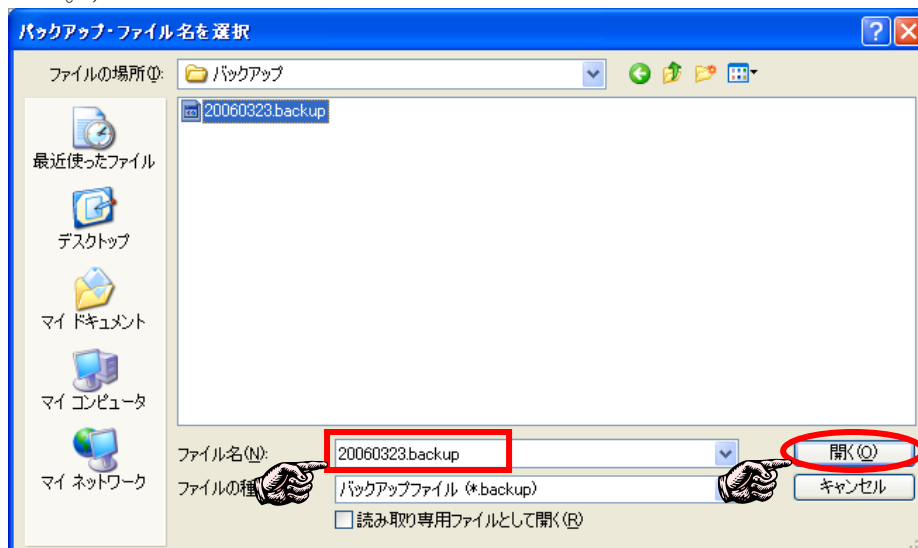 バックアップ・ファイル名を選択
ファイルの場所(I):
バックアップ
20060323.backup
最近使ったファイル
デスクトップ
マイ ドキュメント
マイ コンピュータ
マイ ネットワーク
ファイル名(N):
20060323.backup
開く(O)
ファイルの種
バックアップファイル (*.backup)
キャンセル
読み取り専用ファイルとして開く(R)